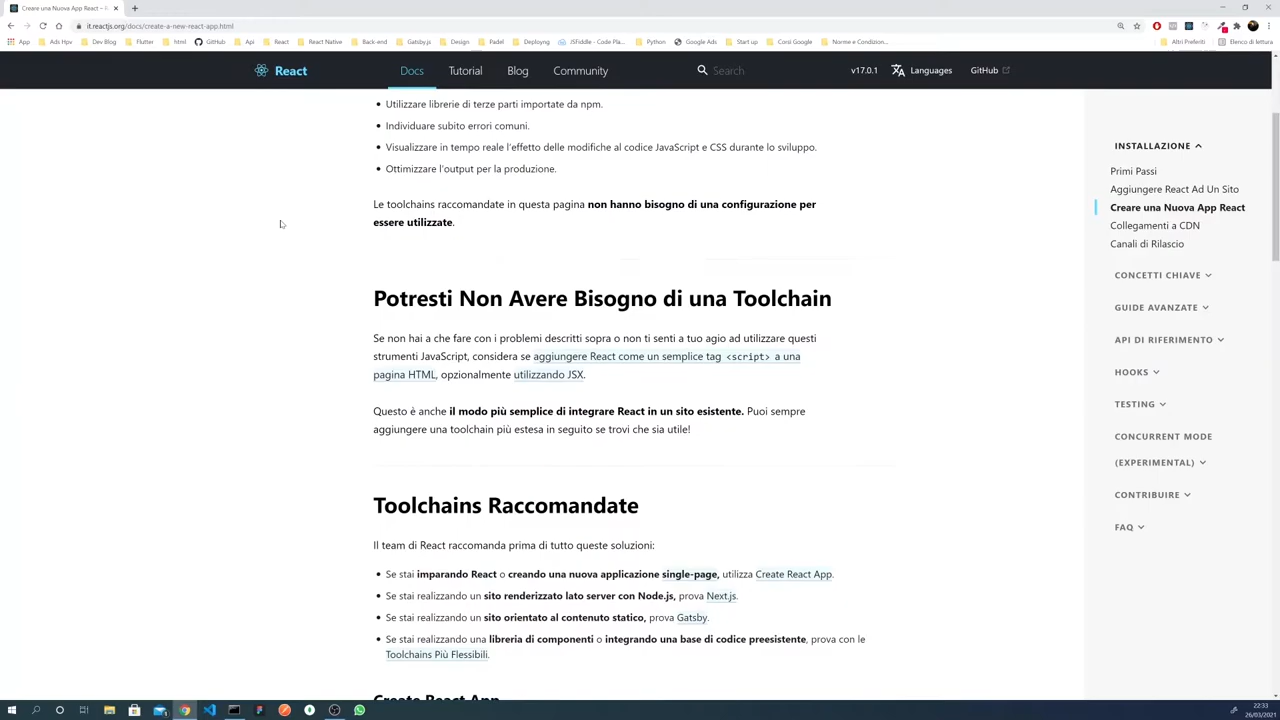 Creare una Nuova App React – R
it.reactjs.org/docs/create-a-new-react-app.html
App
Ads Hpv
Dev Blog
Flutter
html
GitHub
Api
React
React Native
Back-end
Gatsby.js
Design
Padel
Deployng
JSFiddle - Code Pla...
Python
Google Ads
Start up
Corsi Google
Norme e Condizion...
Altri Preferiti
Elenco di lettura
React
Docs
Tutorial
Blog
Community
Search
v17.0.1
Languages
GitHub
• Utilizzare librerie di terze parti importate da npm.
• Individuare subito errori comuni.
• Visualizzare in tempo reale l’effetto delle modifiche al codice JavaScript e CSS durante lo sviluppo.
• Ottimizzare l’output per la produzione.
Le toolchains raccomandate in questa pagina non hanno bisogno di una configurazione per
essere utilizzate.
Potresti Non Avere Bisogno di una Toolchain
Se non hai a che fare con i problemi descritti sopra o non ti senti a tuo agio ad utilizzare questi
strumenti JavaScript, considera se aggiungere React come un semplice tag <script> a una
pagina HTML, opzionalmente utilizzando JSX.
Questo è anche il modo più semplice di integrare React in un sito esistente. Puoi sempre
aggiungere una toolchain più estesa in seguito se trovi che sia utile!
Toolchains Raccomandate
Il team di React raccomanda prima di tutto queste soluzioni:
• Se stai imparando React o creando una nuova applicazione single-page, utilizza Create React App.
• Se stai realizzando un sito renderizzato lato server con Node.js, prova Next.js.
• Se stai realizzando un sito orientato al contenuto statico, prova Gatsby.
• Se stai realizzando una libreria di componenti o integrando una base di codice preesistente, prova con le
Toolchains Più Flessibili.
Create React App
INSTALLAZIONE
Primi Passi
Aggiungere React Ad Un Sito
Creare una Nuova App React
Collegamenti a CDN
Canali di Rilascio
CONCETTI CHIAVE
GUIDE AVANZATE
API DI RIFERIMENTO
HOOKS
TESTING
CONCURRENT MODE
(EXPERIMENTAL)
CONTRIBUIRE
FAQ
22:33
26/03/2021